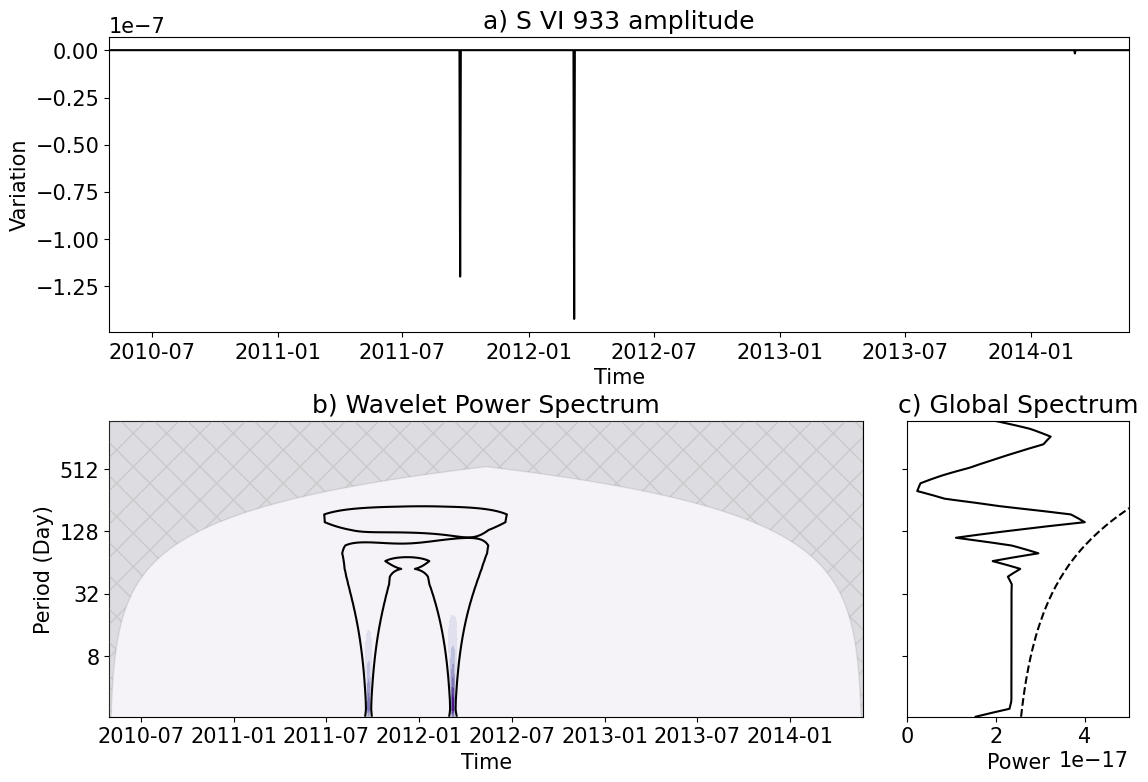 a) S VI 933 amplitude
1e−7
0.00
−0.25
−0.50
−0.75
−1.00
−1.25
Variation
2010-07 2011-01 2011-07 2012-01 2012-07 2013-01 2013-07 2014-01
Time
b) Wavelet Power Spectrum
512
128
32
8
Period (Day)
2010-07 2011-01 2011-07 2012-01 2012-07 2013-01 2013-07 2014-01
Time
c) Global Spectrum
0 2 4
Power 1e−17